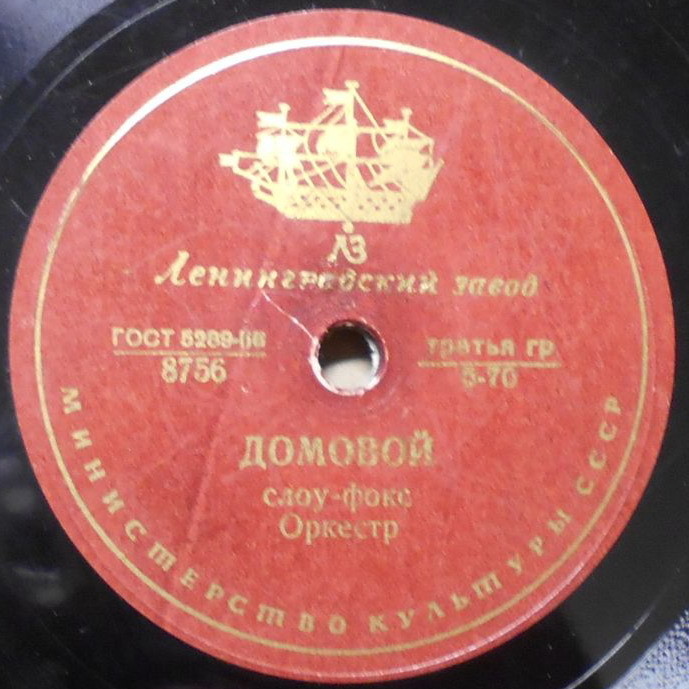 ЛЗ
Ленинградский завод
ГОСТ 5289-56
8756
третья гр.
5-70
ДОМОВОЙ
слоу-фокс
Оркестр
МИНИСТЕРСТВО КУЛЬТУРЫ СССР